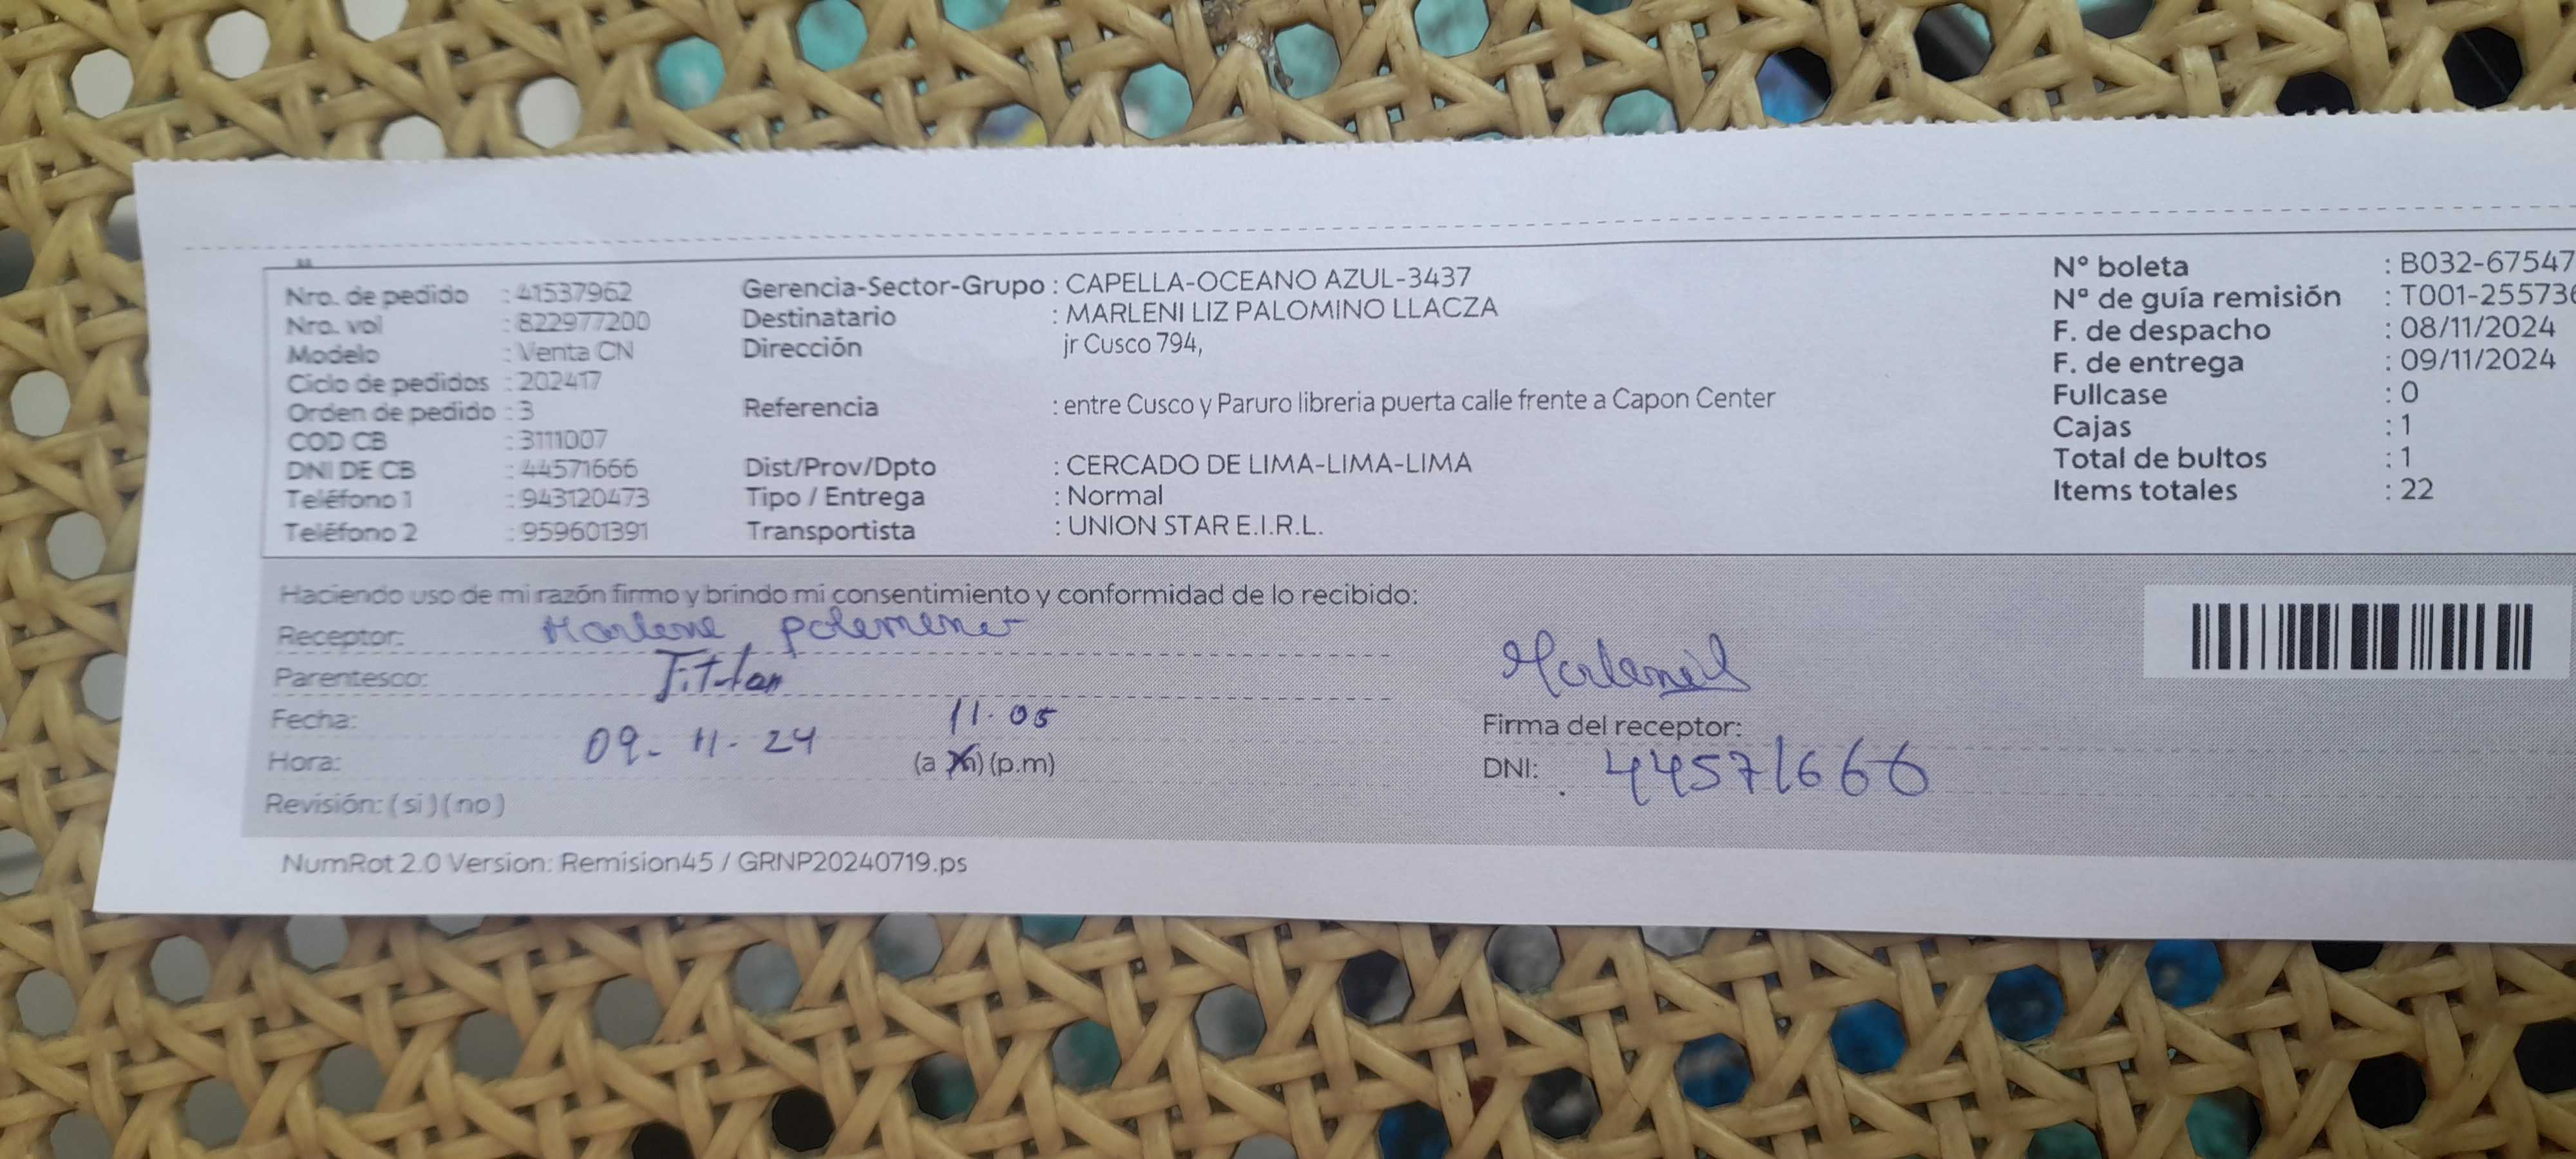 Nro. de pedido : 41537962
Nro. vol : 822977200
Modelo : Venta CN
Ciclo de pedidos : 202417
Orden de pedido : 3
COD CB : 3111007
DNI DE CB : 44571666
Teléfono 1 : 943120473
Teléfono 2 : 959601391
Gerencia-Sector-Grupo : CAPELLA-OCEANO AZUL-3437
Destinatario : MARLENI LIZ PALOMINO LLACZA
Dirección jr Cusco 794,
Referencia : entre Cusco y Paruro libreria puerta calle frente a Capon Center
Dist/Prov/Dpto : CERCADO DE LIMA-LIMA-LIMA
Tipo / Entrega : Normal
Transportista : UNION STAR E.I.R.L.
N° boleta : B032-67547
N° de guía remisión : T001-255736
F. de despacho : 08/11/2024
F. de entrega : 09/11/2024
Fullcase : 0
Cajas : 1
Total de bultos : 1
Items totales : 22
Haciendo uso de mi razón firmo y brindo mi consentimiento y conformidad de lo recibido:
Receptor: Marlene
Parentesco:
Fecha: 11.05
Hora: 09-11-24 (a m) (p.m)
Revisión: ( si ) ( no )
Firma del receptor:
DNI: 44571666
NumRot 2.0 Version: Remision45 / GRNP20240719.ps